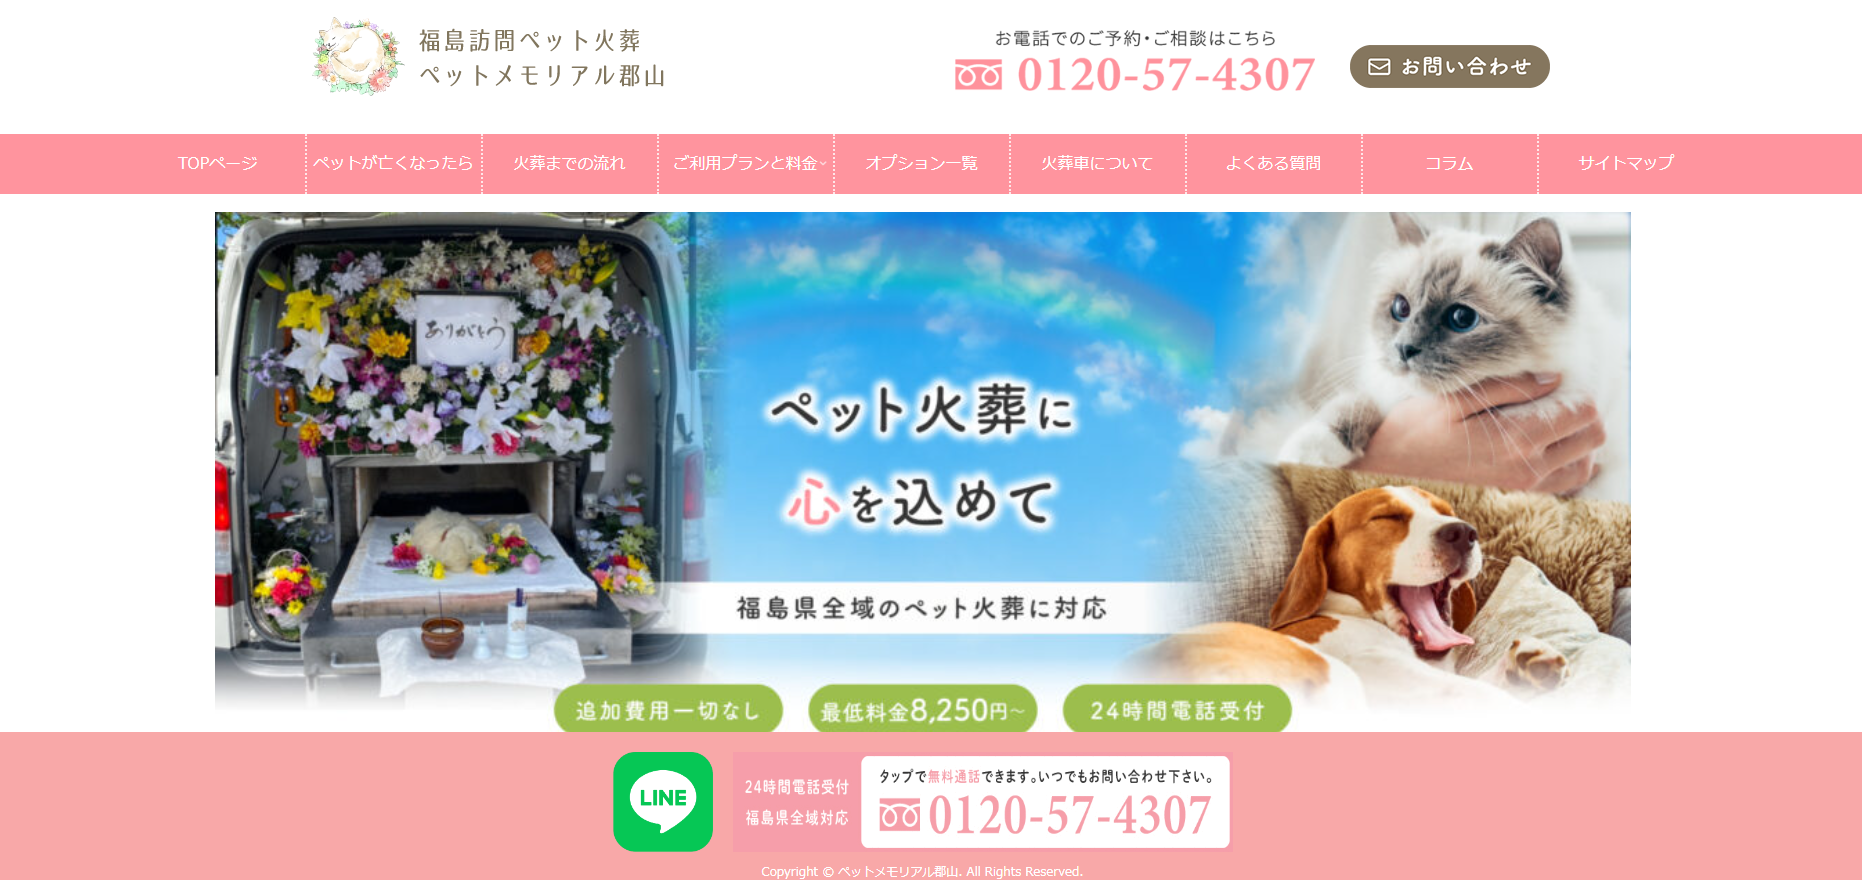 福島訪問ペット火葬
ペットメモリアル郡山
お電話でのご予約・ご相談はこちら
0120-57-4307
お問い合わせ
TOPページ
ペットが亡くなったら
火葬までの流れ
ご利用プランと料金
オプション一覧
火葬車について
よくある質問
コラム
サイトマップ
ありがとう
ペット火葬に
心を込めて
福島県全域のペット火葬に対応
追加費用一切なし
最低料金8,250円～
24時間電話受付
LINE
24時間電話受付
福島県全域対応
タップで無料通話できます。いつでもお問い合わせ下さい。
0120-57-4307
Copyright © ペットメモリアル郡山. All Rights Reserved.